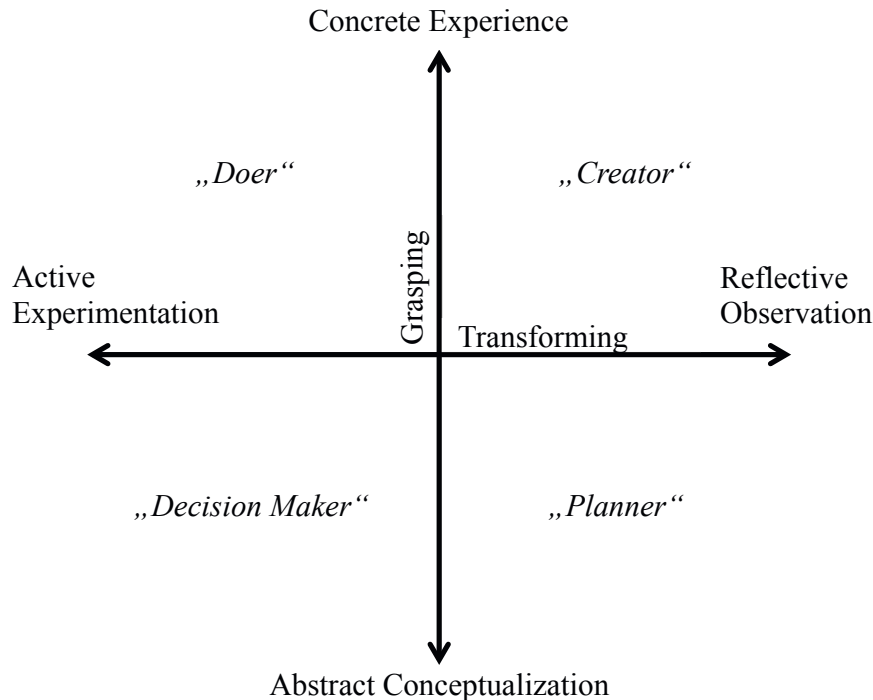 Concrete Experience
„Doer“
„Creator“
Grasping
Active
Experimentation
Reflective
Observation
Transforming
„Decision Maker“
„Planner“
Abstract Conceptualization